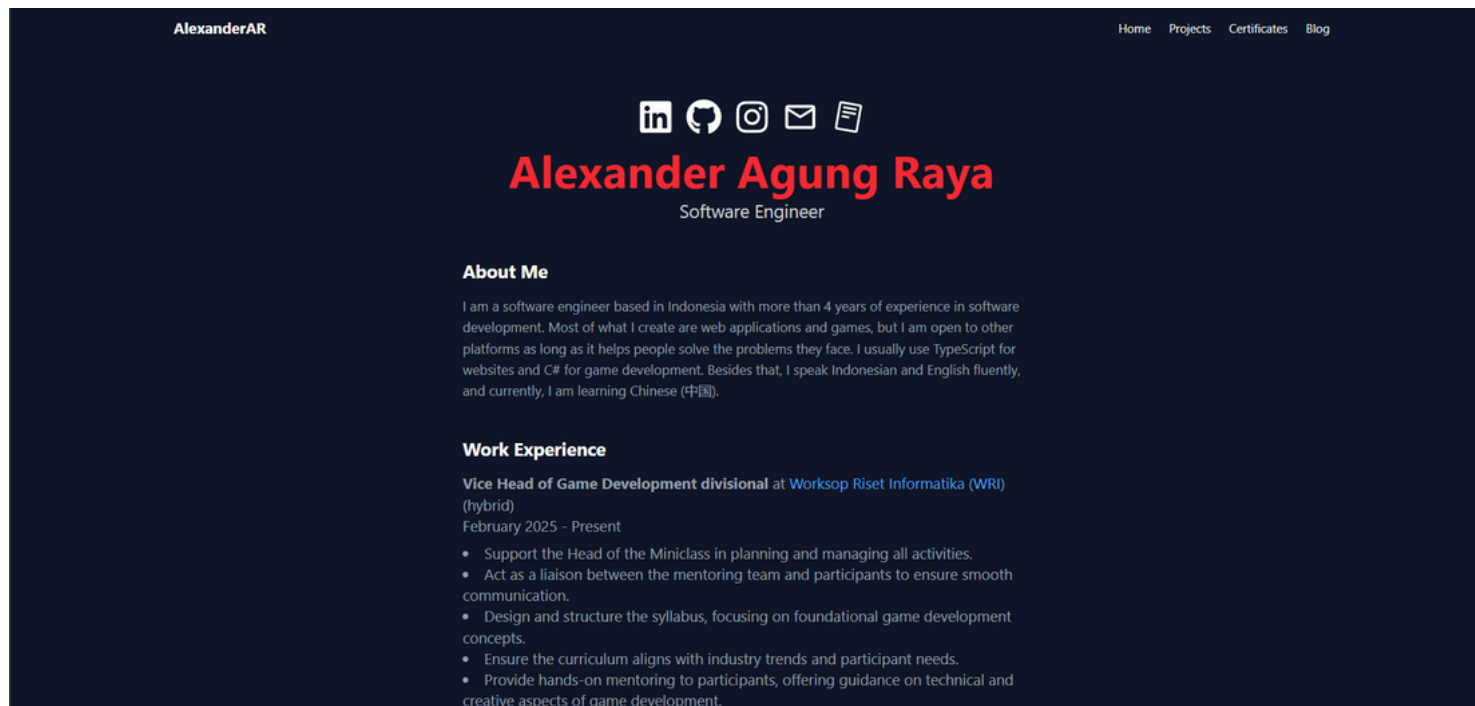 AlexanderAR
Home Projects Certificates Blog
in
Alexander Agung Raya
Software Engineer
About Me
I am a software engineer based in Indonesia with more than 4 years of experience in software
development. Most of what I create are web applications and games, but I am open to other
platforms as long as it helps people solve the problems they face. I usually use TypeScript for
websites and C# for game development. Besides that, I speak Indonesian and English fluently,
and currently, I am learning Chinese (中国).
Work Experience
Vice Head of Game Development divisional at Worksop Riset Informatika (WRI)
(hybrid)
February 2025 - Present
• Support the Head of the Miniclass in planning and managing all activities.
• Act as a liaison between the mentoring team and participants to ensure smooth
communication.
• Design and structure the syllabus, focusing on foundational game development
concepts.
• Ensure the curriculum aligns with industry trends and participant needs.
• Provide hands-on mentoring to participants, offering guidance on technical and
creative aspects of game development.